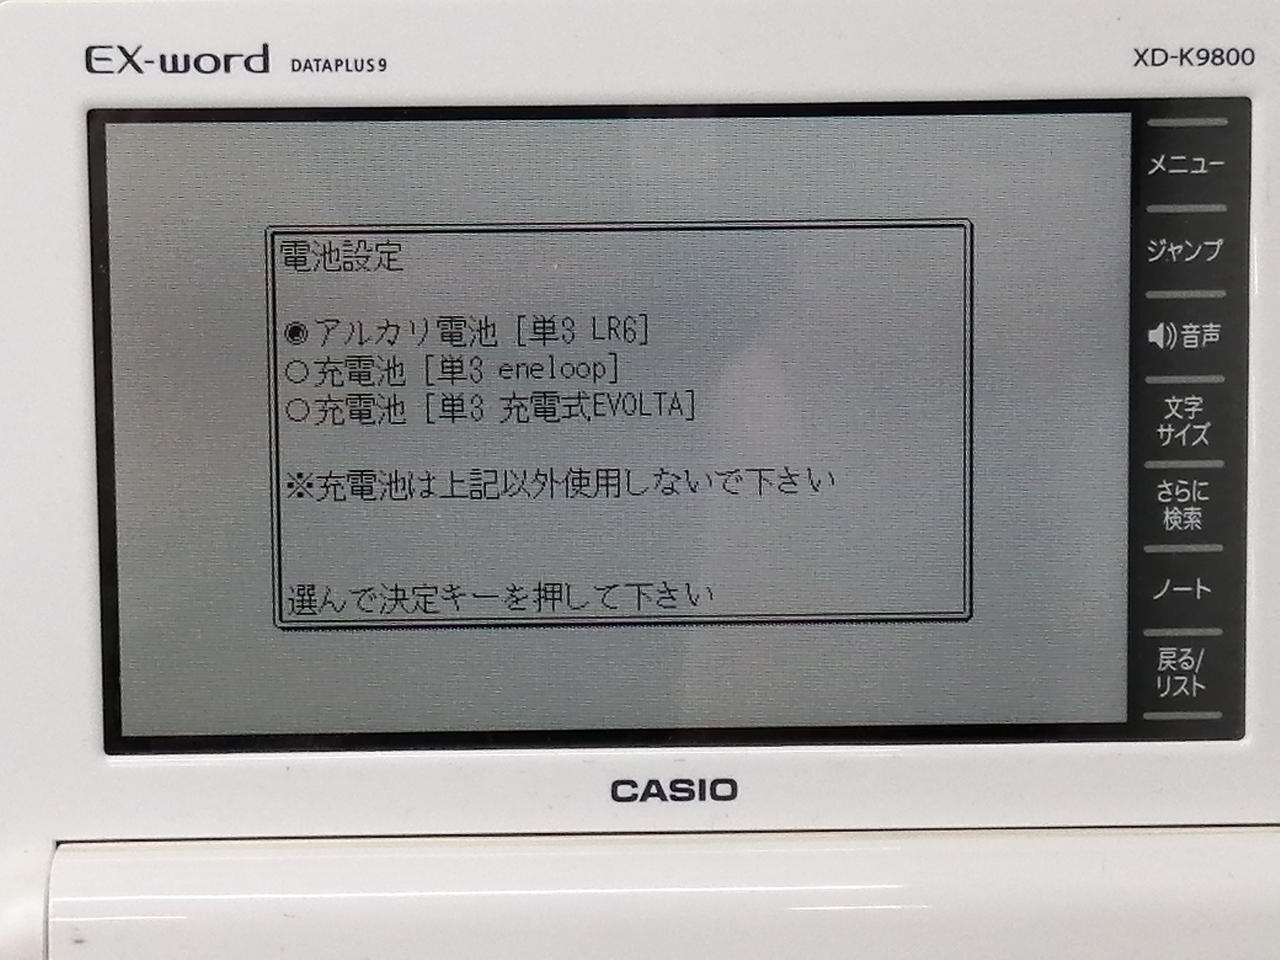 EX-word DATAPLUS9
XD-K9800
電池設定
◉アルカリ電池 [単3 LR6]
○充電池 [単3 eneloop]
○充電池 [単3 充電式EVOLTA]
※充電池は上記以外使用しないで下さい
選んで決定キーを押して下さい
メニュー
ジャンプ
音声
文字
サイズ
さらに
検索
ノート
戻る/
リスト
CASIO